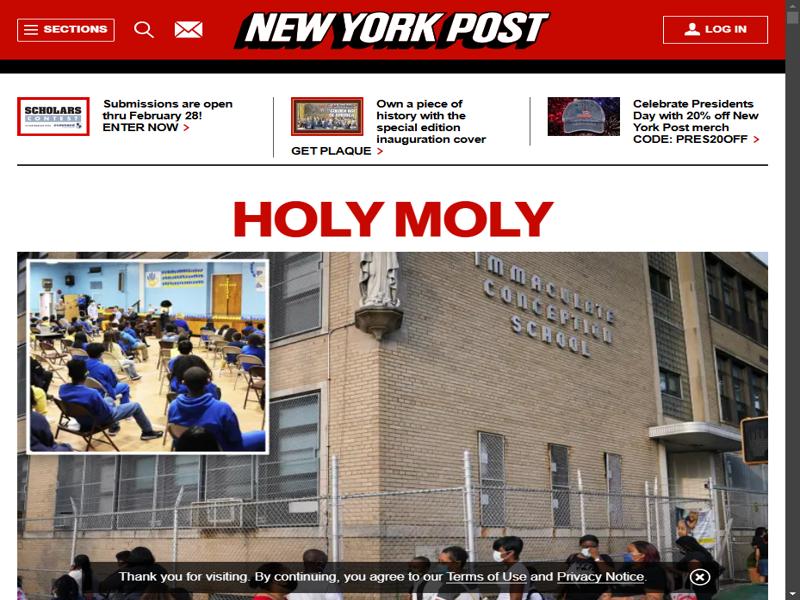 SECTIONS
NEW YORK POST
LOG IN
SCHOLARS
CONTEST
Submissions are open
thru February 28!
ENTER NOW >
Own a piece of
history with the
special edition
inauguration cover
GET PLAQUE >
Celebrate Presidents
Day with 20% off New
York Post merch
CODE: PRES20OFF >
HOLY MOLY
IMMACULATE
CONCEPTION
SCHOOL
Thank you for visiting. By continuing, you agree to our Terms of Use and Privacy Notice.